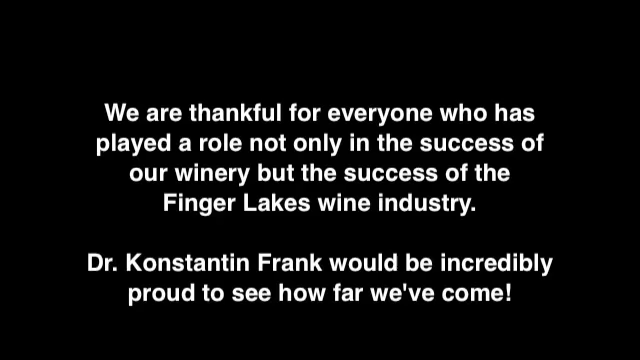 We are thankful for everyone who has
played a role not only in the success of
our winery but the success of the
Finger Lakes wine industry.
Dr. Konstantin Frank would be incredibly
proud to see how far we've come!